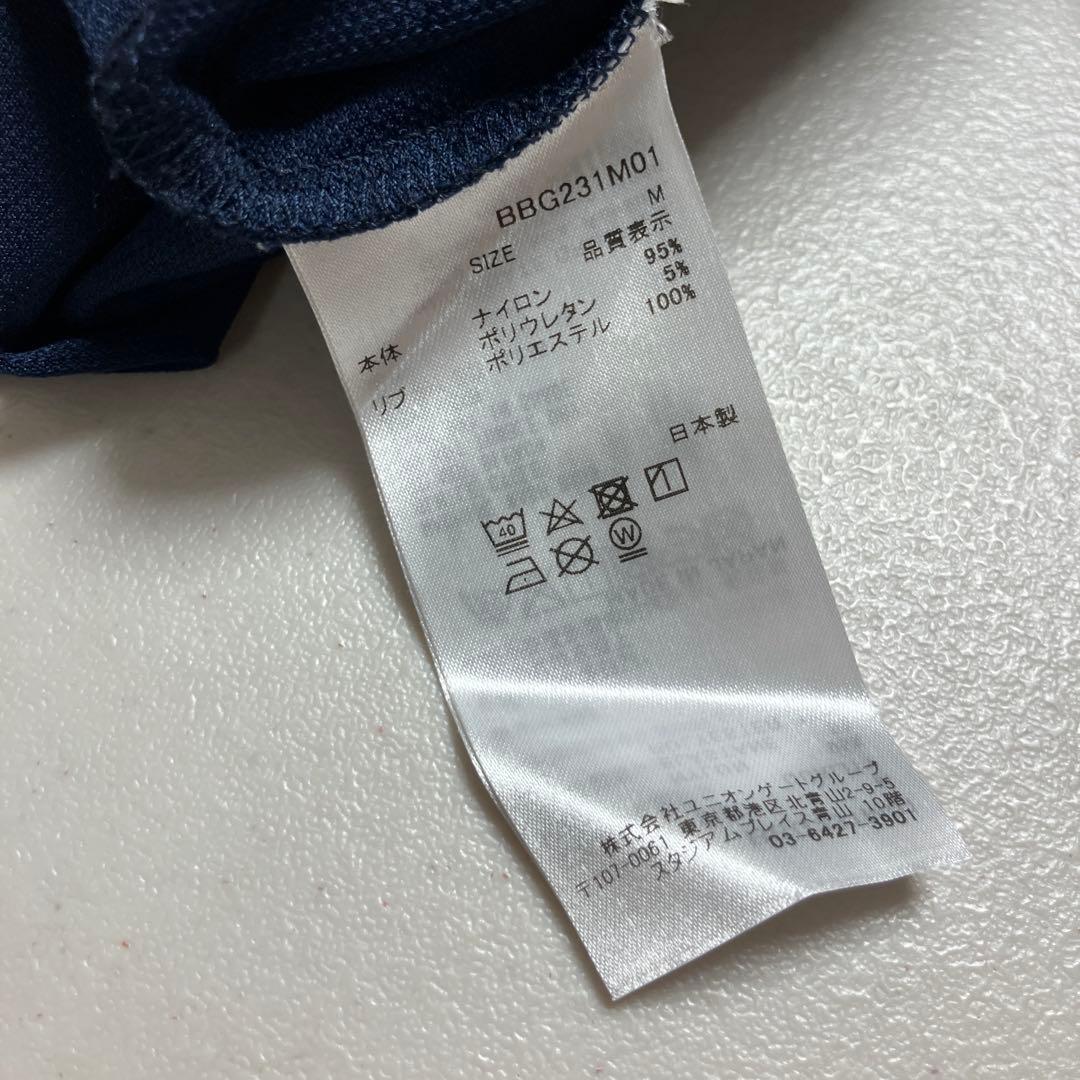 BBG231M01
SIZE M
品質表示
本体 ナイロン 95%
ポリウレタン 5%
リブ ポリエステル 100%
日本製
40
W
株式会社ユニオンゲートグループ
〒107-0061 東京都港区北青山2-9-5
スタジアムプレイス青山 10階
03-6427-3901